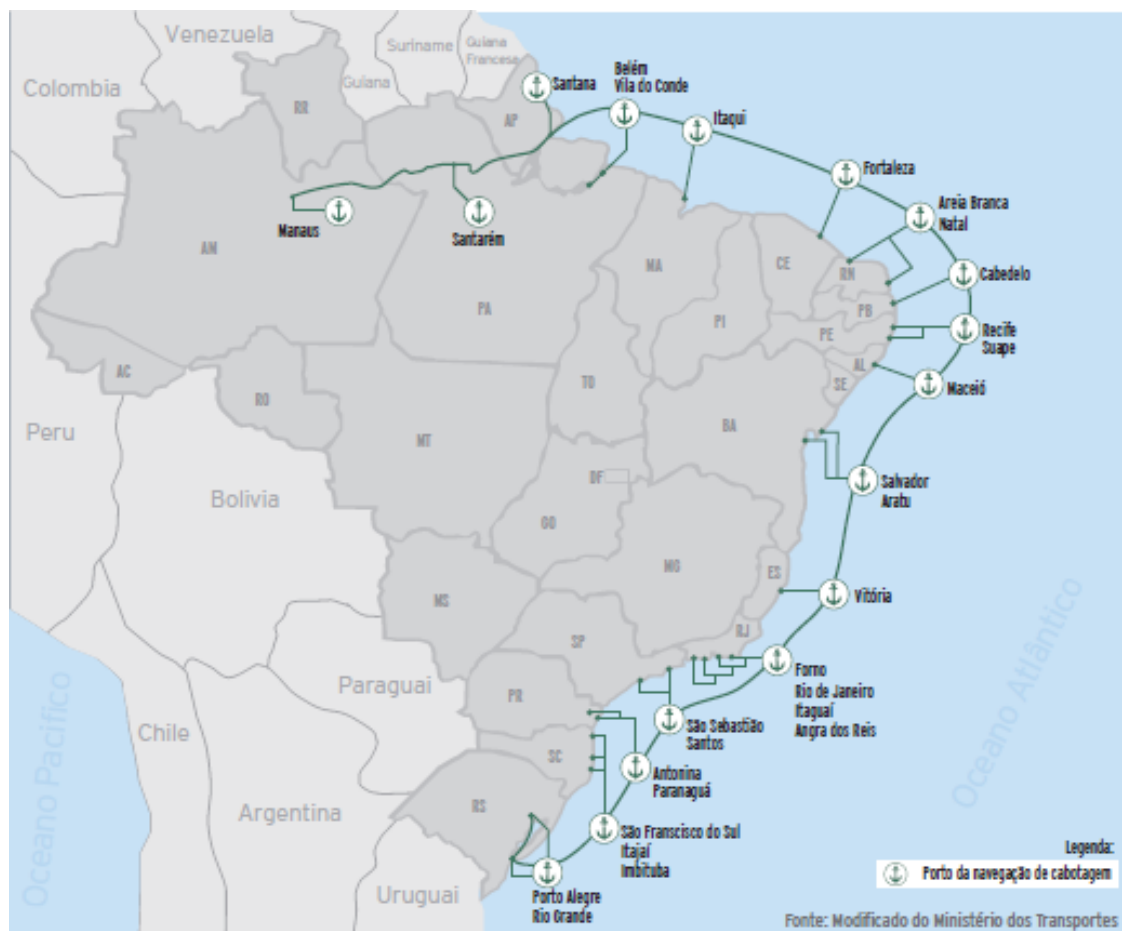 Venezuela
Suriname
Guiana
Francesa
Colombia
Guiana
RR
AP
Santana
Belém
Vila do Conde
Itaqui
Fortaleza
Areia Branca
Natal
Manaus
Santarém
AM
PA
MA
CE
RN
Cabedelo
PB
PI
PE
Recife
Suape
AL
SE
Maceió
AC
RO
TO
BA
MT
Peru
Bolivia
DF
GO
Salvador
Aratu
MG
ES
Vitória
MS
SP
RJ
Forno
Rio de Janeiro
Itaguaí
Angra dos Reis
Paraguai
PR
São Sebastião
Santos
Oceano Pacífico
Chile
Oceano Atlântico
SC
Antonina
Paranaguá
Argentina
RS
São Franscisco do Sul
Itajaí
Imbituba
Uruguai
Porto Alegre
Rio Grande
Legenda:
Porto da navegação de cabotagem
Fonte: Modificado do Ministério dos Transportes